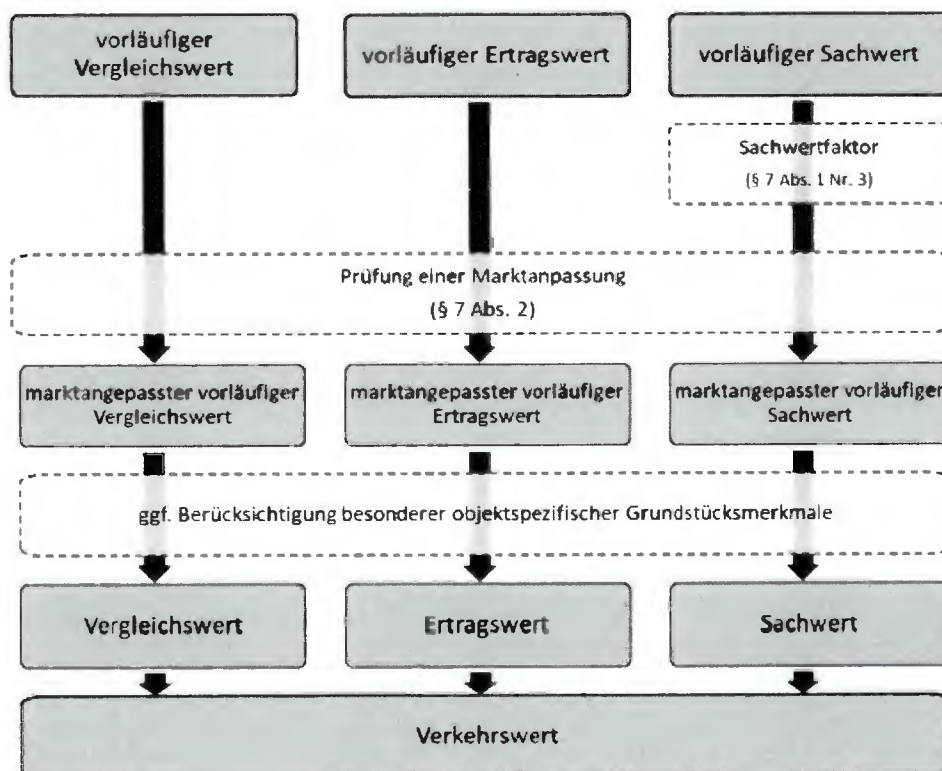 vorläufiger
Vergleichswert
vorläufiger Ertragswert
vorläufiger Sachwert
Sachwertfaktor
(§ 7 Abs. 1 Nr. 3)
Prüfung einer Marktanpassung
(§ 7 Abs. 2)
marktangepasster vorläufiger
Vergleichswert
marktangepasster vorläufiger
Ertragswert
marktangepasster vorläufiger
Sachwert
ggf. Berücksichtigung besonderer objektspezifischer Grundstücksmerkmale
Vergleichswert
Ertragswert
Sachwert
Verkehrswert